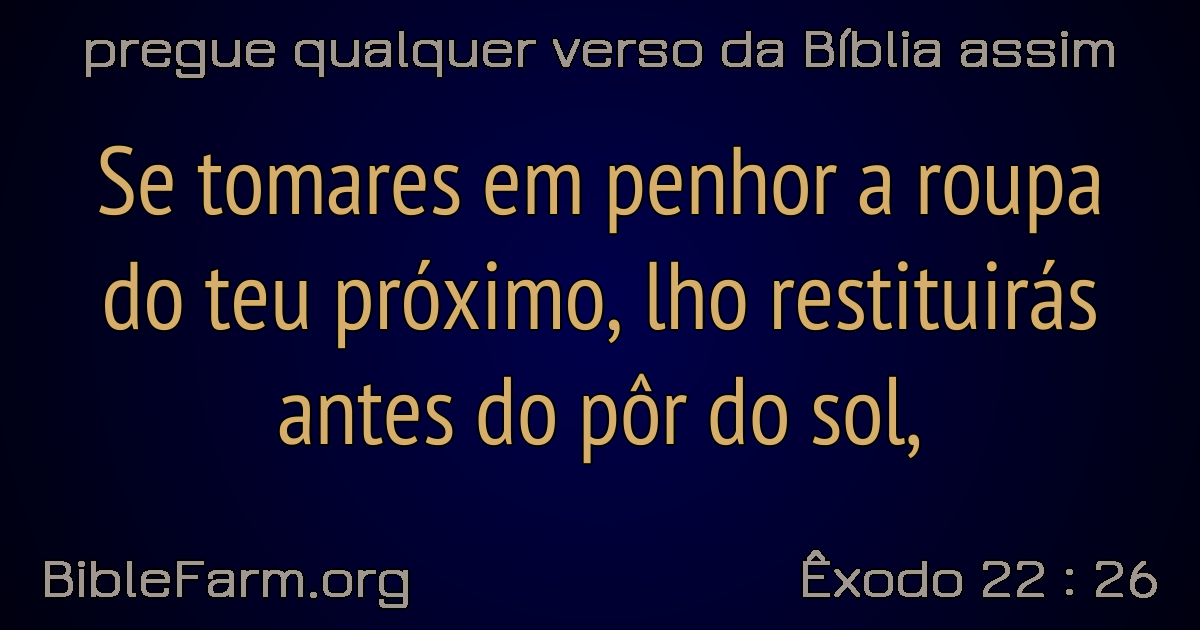 pregue qualquer verso da Bíblia assim
Se tomares em penhor a roupa
do teu próximo, lho restituirás
antes do pôr do sol,
BibleFarm.org
Êxodo 22 : 26